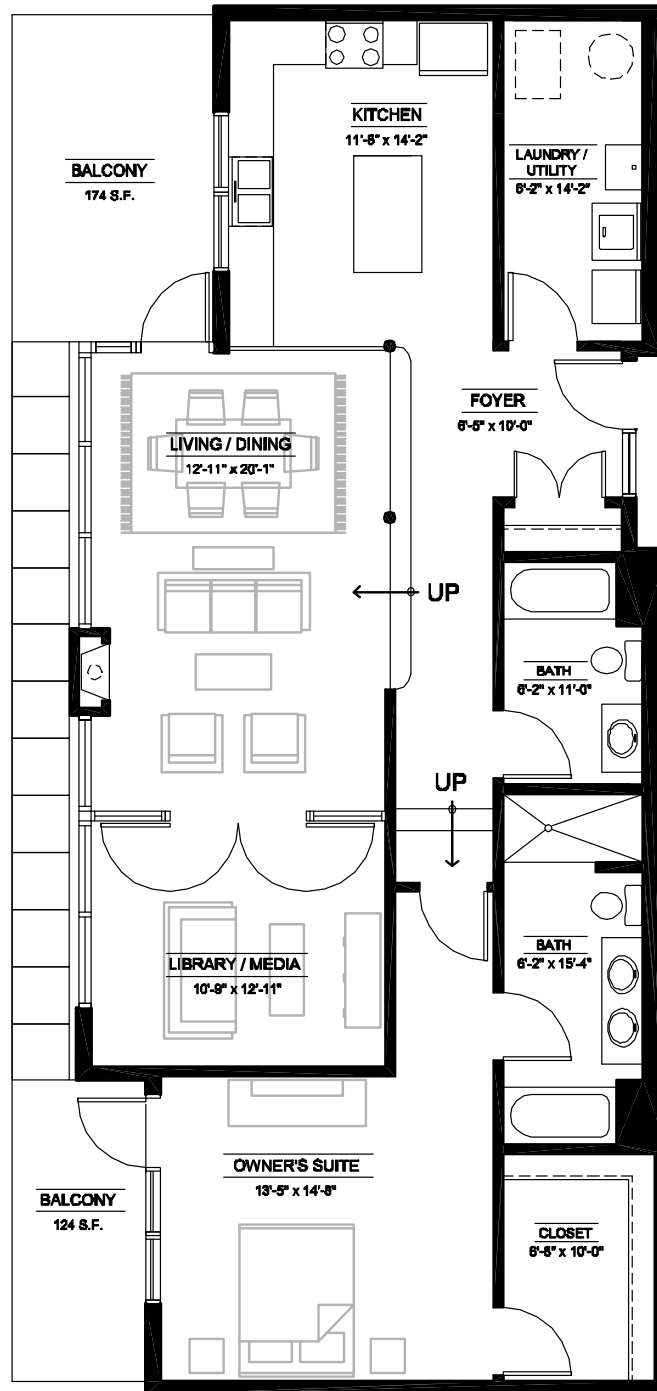 KITCHEN
11'-6" x 14'-2"
LAUNDRY /
UTILITY
6'-2" x 14'-2"
BALCONY
174 S.F.
FOYER
6'-5" x 10'-0"
LIVING / DINING
12'-11" x 20'-1"
UP
BATH
6'-2" x 11'-0"
UP
BATH
6'-2" x 15'-4"
LIBRARY / MEDIA
10'-9" x 12'-11"
OWNER'S SUITE
13'-5" x 14'-8"
BALCONY
124 S.F.
CLOSET
6'-8" x 10'-0"